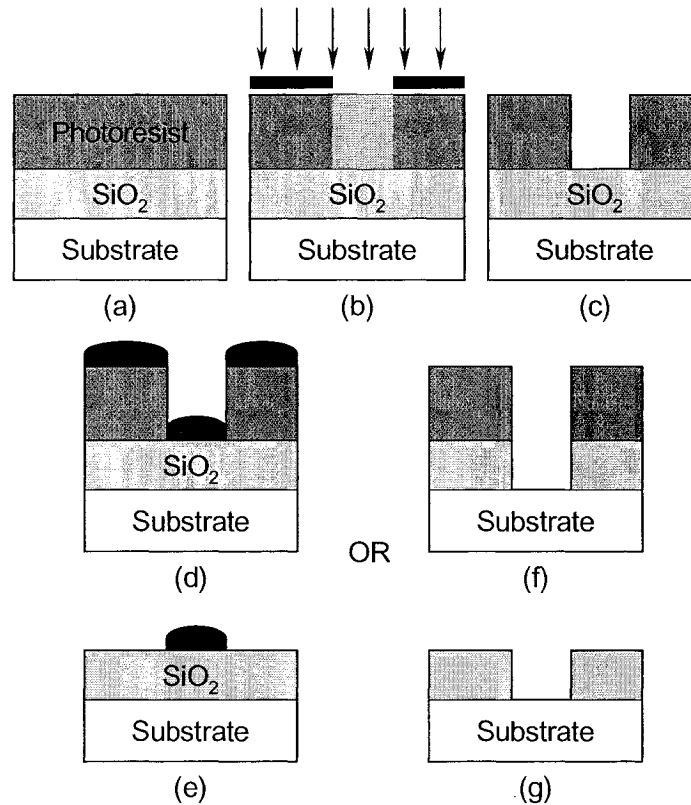 Photoresist
SiO2
Substrate
(a)
SiO2
Substrate
(b)
SiO2
Substrate
(c)
SiO2
Substrate
(d)
OR
(f)
Substrate
SiO2
Substrate
(e)
Substrate
(g)